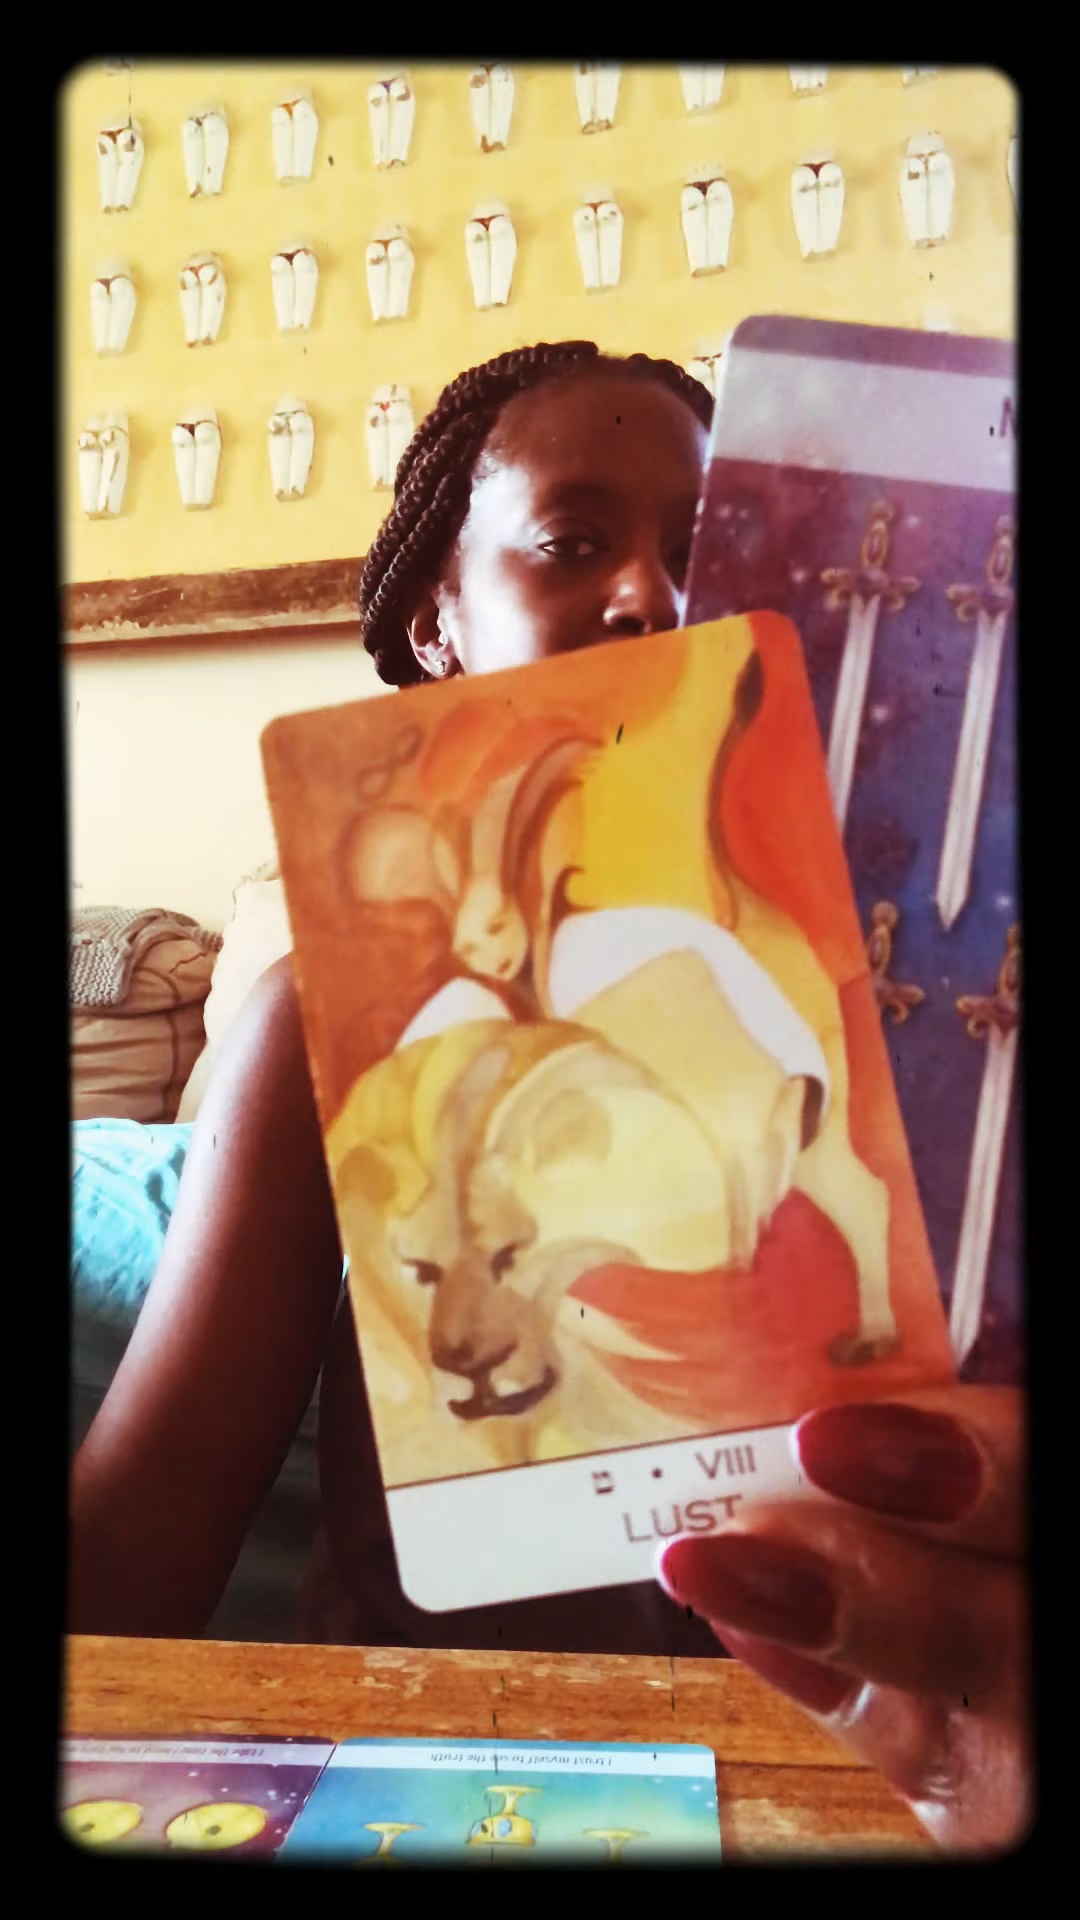 N
מ • VIII
LUST
I trust myself to see the truth